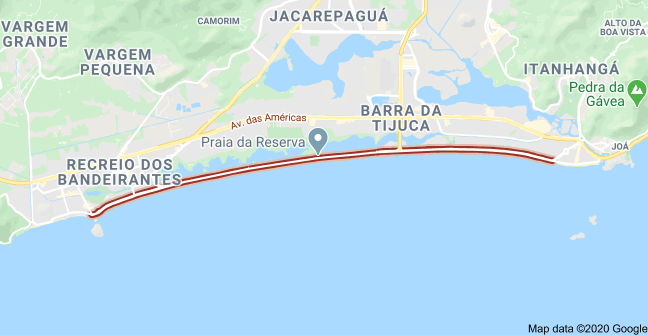 CAMORIM
JACAREPAGUÁ
VARGEM
GRANDE
ALTO DA
BOA VISTA
VARGEM
PEQUENA
ITANHANGÁ
Pedra da
Gávea
BARRA DA
TIJUCA
Av. das Américas
Praia da Reserva
JOÁ
RECREIO DOS
BANDEIRANTES
Map data ©2020 Google